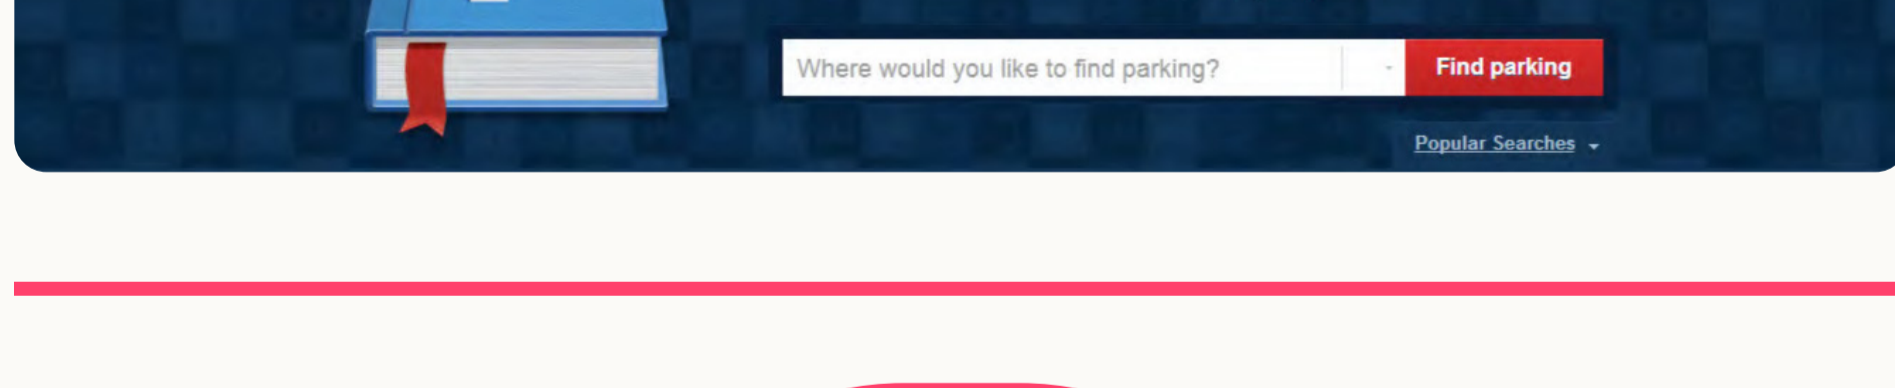 Where would you like to find parking?
Find parking
Popular Searches